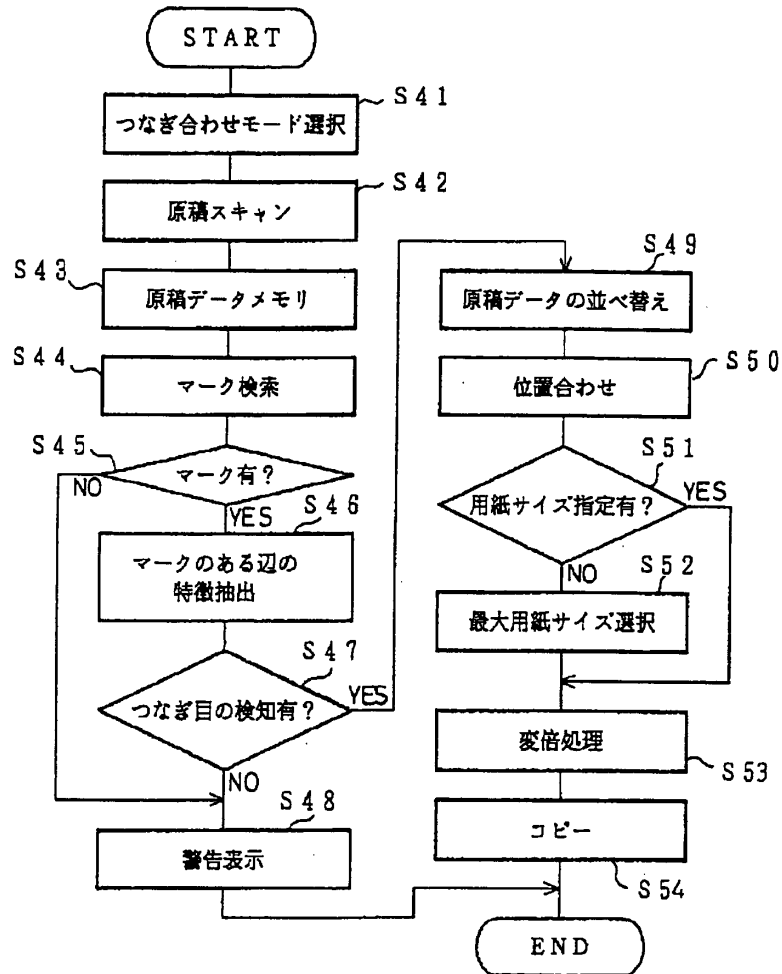 START
S41
つなぎ合わせモード選択
S42
原稿スキャン
S43
原稿データメモリ
S44
マーク検索
S45
マーク有？
NO
YES
S46
マークのある辺の
特徴抽出
S47
つなぎ目の検知有？
YES
NO
S48
警告表示
S49
原稿データの並べ替え
S50
位置合わせ
S51
用紙サイズ指定有？
YES
NO
S52
最大用紙サイズ選択
変倍処理
S53
コピー
S54
END